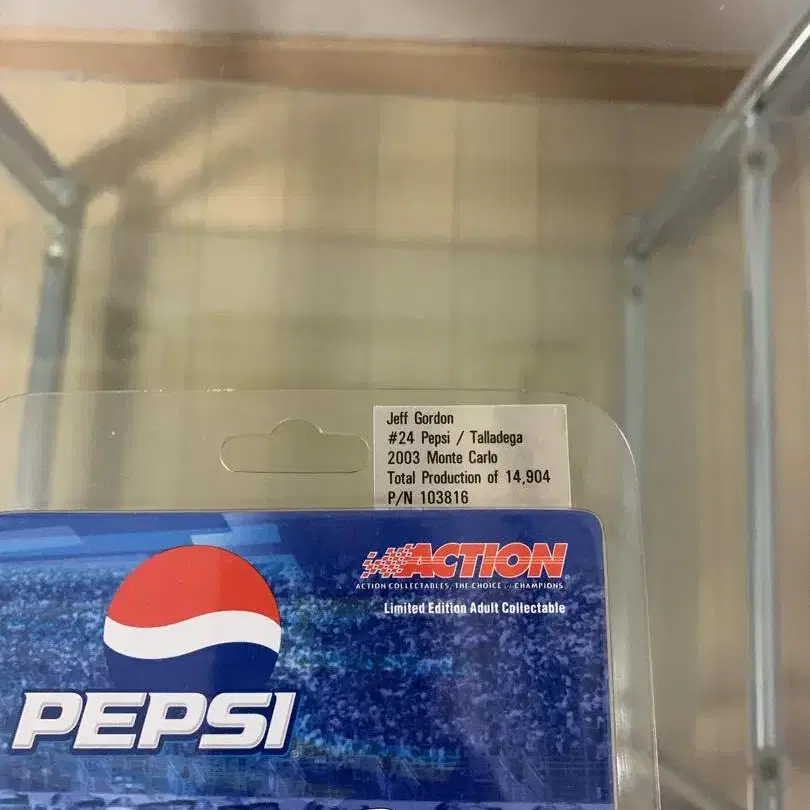 Jeff Gordon
#24 Pepsi / Talladega
2003 Monte Carlo
Total Production of 14,904
P/N 103816
ACTION
ACTION COLLECTABLES, THE CHOICE OF CHAMPIONS
Limited Edition Adult Collectable
PEPSI